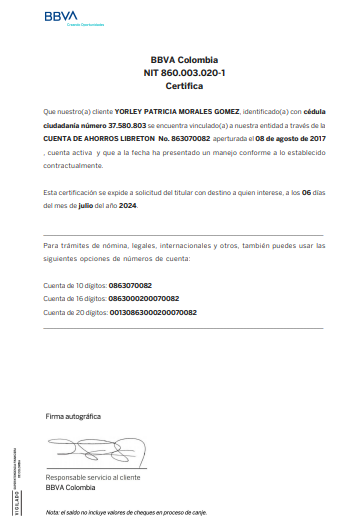 BBVA
Creando Oportunidades
BBVA Colombia
NIT 860.003.020-1
Certifica
Que nuestro(a) cliente YORLEY PATRICIA MORALES GOMEZ, identificado(a) con cédula
ciudadanía número 37.580.803 se encuentra vinculado(a) a nuestra entidad a través de la
CUENTA DE AHORROS LIBRETON No. 863070082 aperturada el 08 de agosto de 2017
, cuenta activa y que a la fecha ha presentado un manejo conforme a lo establecido
contractualmente.
Esta certificación se expide a solicitud del titular con destino a quien interese, a los 06 días
del mes de julio del año 2024.
Para trámites de nómina, legales, internacionales y otros, también puedes usar las
siguientes opciones de números de cuenta:
Cuenta de 10 dígitos: 0863070082
Cuenta de 16 dígitos: 0863000200070082
Cuenta de 20 dígitos: 00130863000200070082
Firma autográfica
Responsable servicio al cliente
BBVA Colombia
Nota: el saldo no incluye valores de cheques en proceso de canje.
VIGILADO